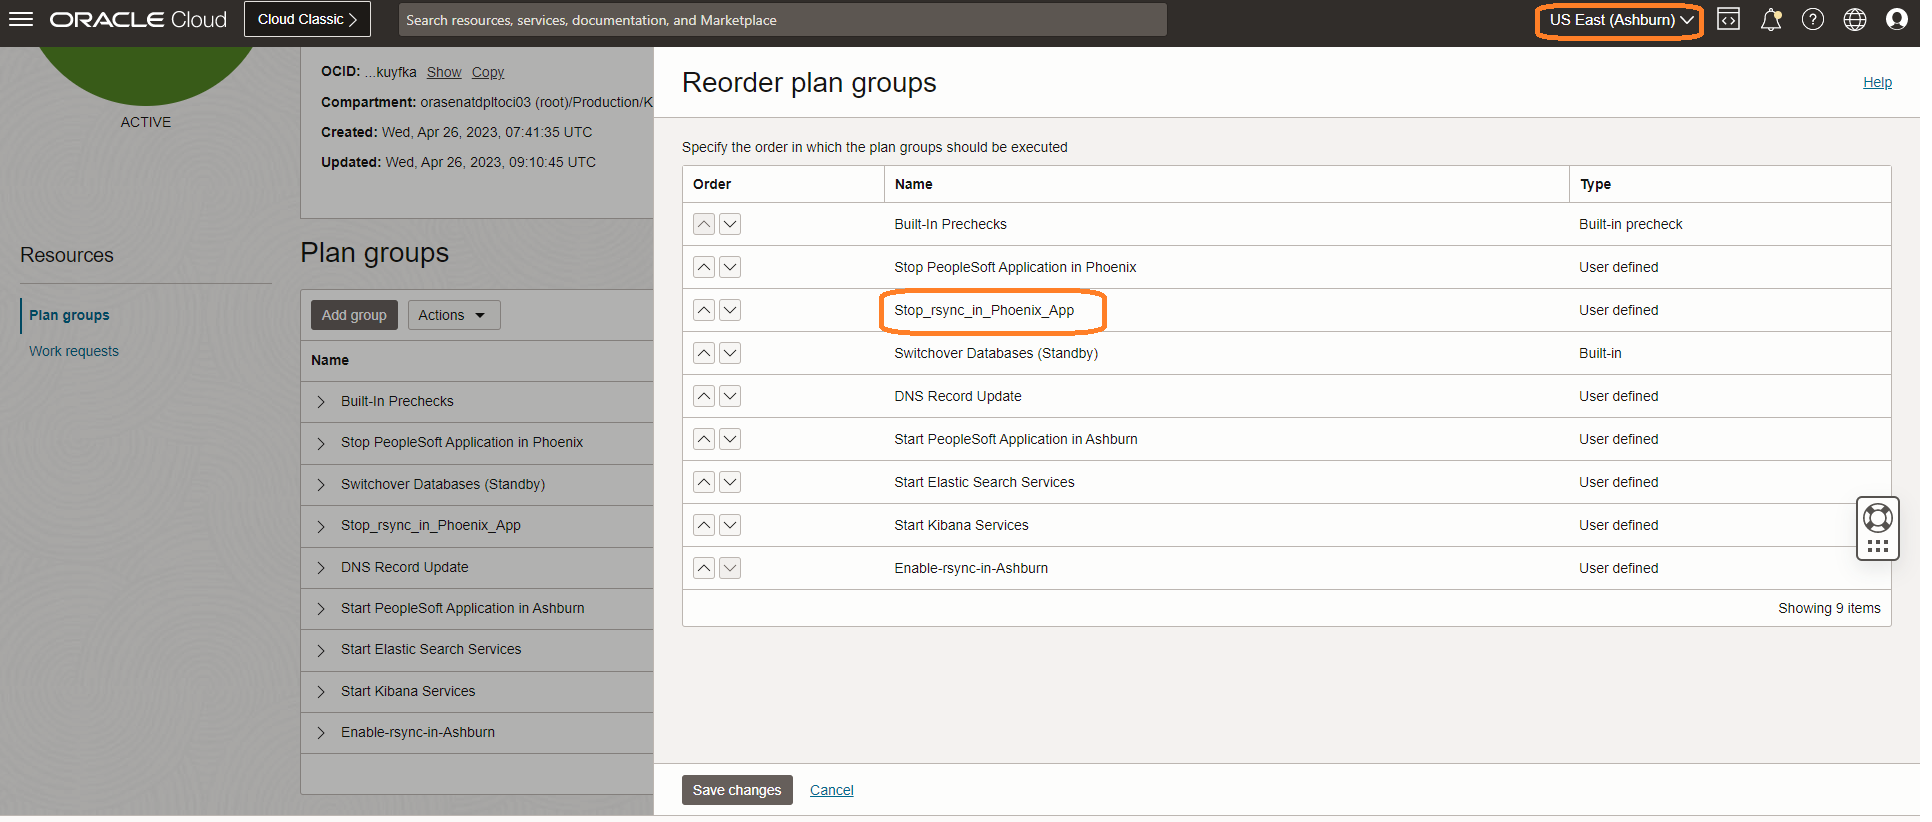 ORACLE Cloud
Cloud Classic
Search resources, services, documentation, and Marketplace
US East (Ashburn)
ACTIVE
OCID: ...kuyfka Show Copy
Compartment: orasenatdpltoci03 (root)/Production/K
Created: Wed, Apr 26, 2023, 07:41:35 UTC
Updated: Wed, Apr 26, 2023, 09:10:45 UTC
Resources
Plan groups
Work requests
Plan groups
Add group
Actions
Name
Built-In Prechecks
Stop PeopleSoft Application in Phoenix
Switchover Databases (Standby)
Stop_rsync_in_Phoenix_App
DNS Record Update
Start PeopleSoft Application in Ashburn
Start Elastic Search Services
Start Kibana Services
Enable-rsync-in-Ashburn
Reorder plan groups
Help
Specify the order in which the plan groups should be executed
Order Name Type
Built-In Prechecks Built-in precheck
Stop PeopleSoft Application in Phoenix User defined
Stop_rsync_in_Phoenix_App User defined
Switchover Databases (Standby) Built-in
DNS Record Update User defined
Start PeopleSoft Application in Ashburn User defined
Start Elastic Search Services User defined
Start Kibana Services User defined
Enable-rsync-in-Ashburn User defined
Showing 9 items
Save changes Cancel